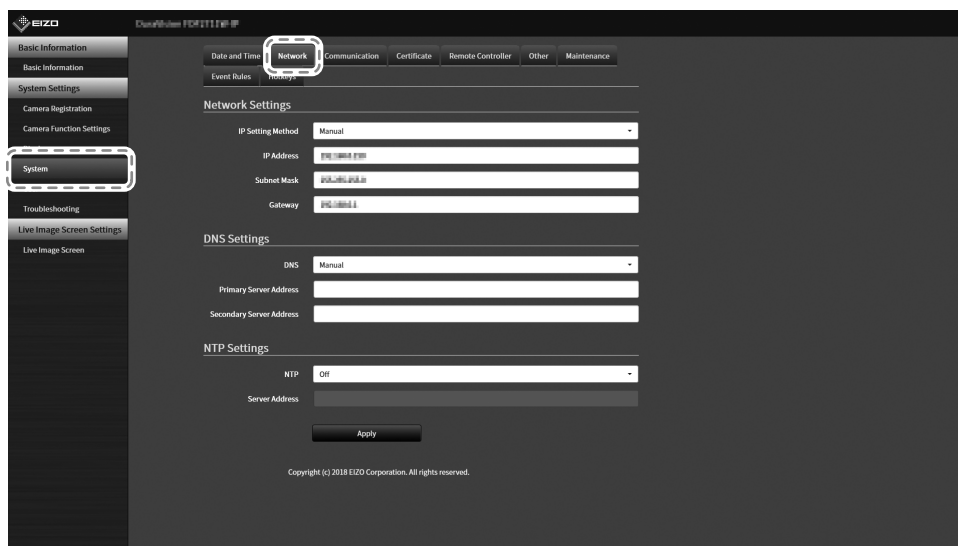 EIZO
Basic Information
Basic Information
System Settings
Camera Registration
Camera Function Settings
System
Troubleshooting
Live Image Screen Settings
Live Image Screen
Date and Time Network Communication Certificate Remote Controller Other Maintenance
Event Rules Hotkeys
Network Settings
IP Setting Method Manual
IP Address
Subnet Mask
Gateway
DNS Settings
DNS Manual
Primary Server Address
Secondary Server Address
NTP Settings
NTP Off
Server Address
Apply
Copyright (c) 2018 EIZO Corporation. All rights reserved.